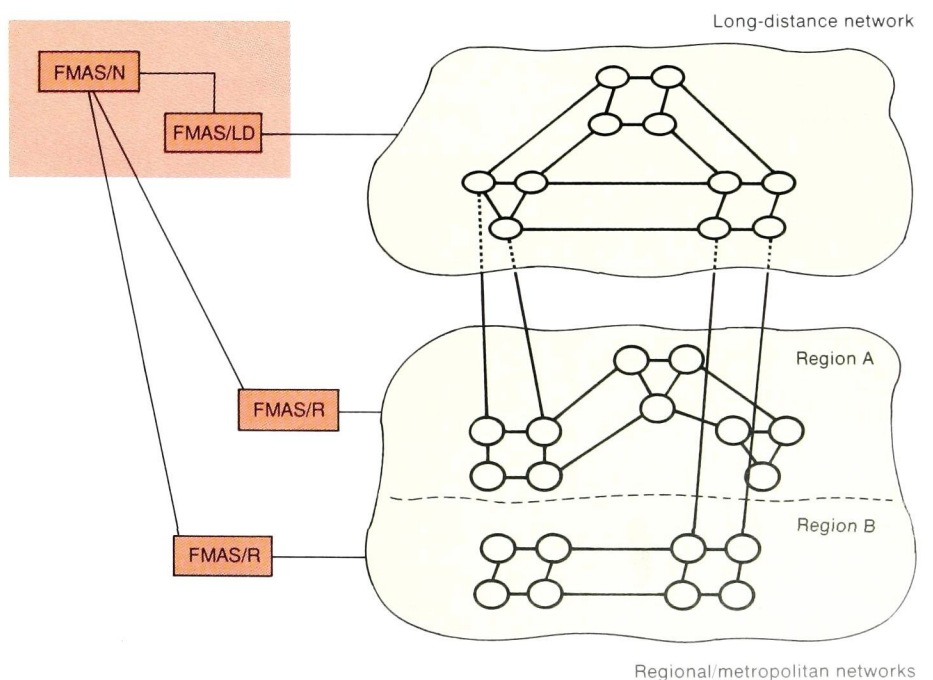 Long-distance network
FMAS/N
FMAS/LD
Region A
FMAS/R
Region B
FMAS/R
Regional/metropolitan networks